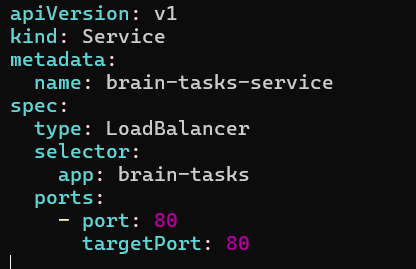 apiVersion: v1
kind: Service
metadata:
  name: brain-tasks-service
spec:
  type: LoadBalancer
  selector:
    app: brain-tasks
  ports:
    - port: 80
      targetPort: 80